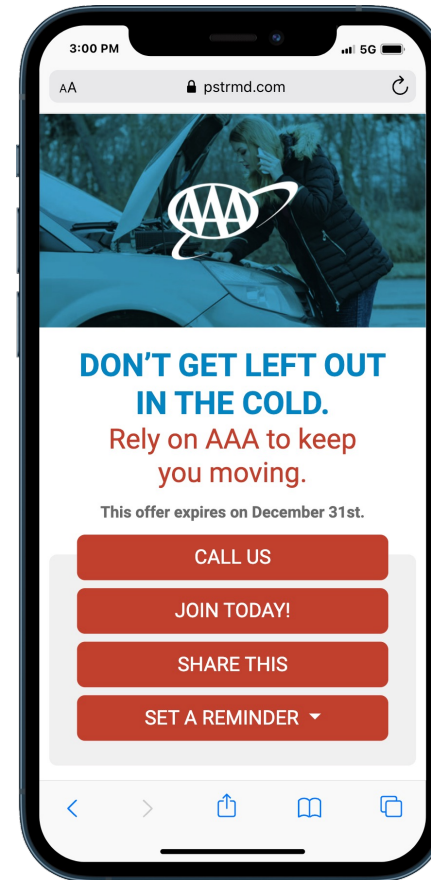 3:00 PM
5G
AA
pstrmd.com
AAA
DON'T GET LEFT OUT
IN THE COLD.
Rely on AAA to keep
you moving.
This offer expires on December 31st.
CALL US
JOIN TODAY!
SHARE THIS
SET A REMINDER